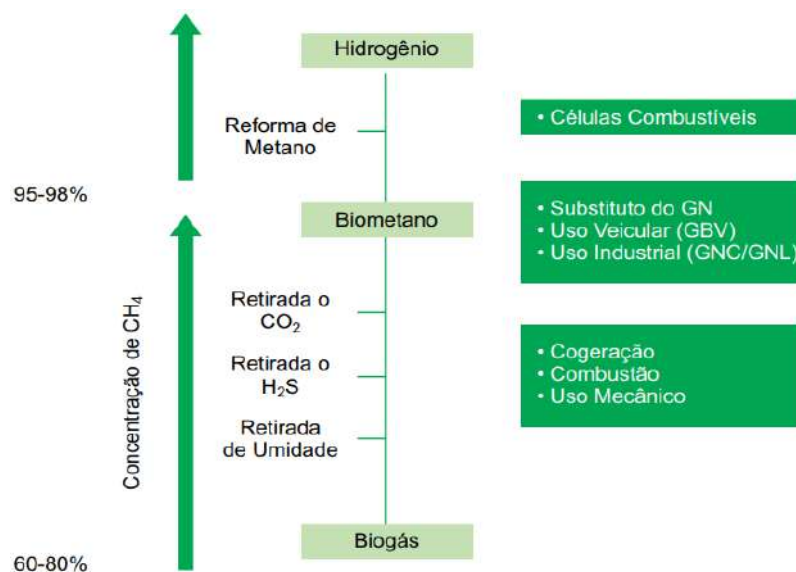 Hidrogênio
Reforma de
Metano
• Células Combustíveis
95-98%
Biometano
• Substituto do GN
• Uso Veicular (GBV)
• Uso Industrial (GNC/GNL)
Concentração de CH₄
Retirada o
CO₂
Retirada o
H₂S
Retirada
de Umidade
• Cogeração
• Combustão
• Uso Mecânico
Biogás
60-80%